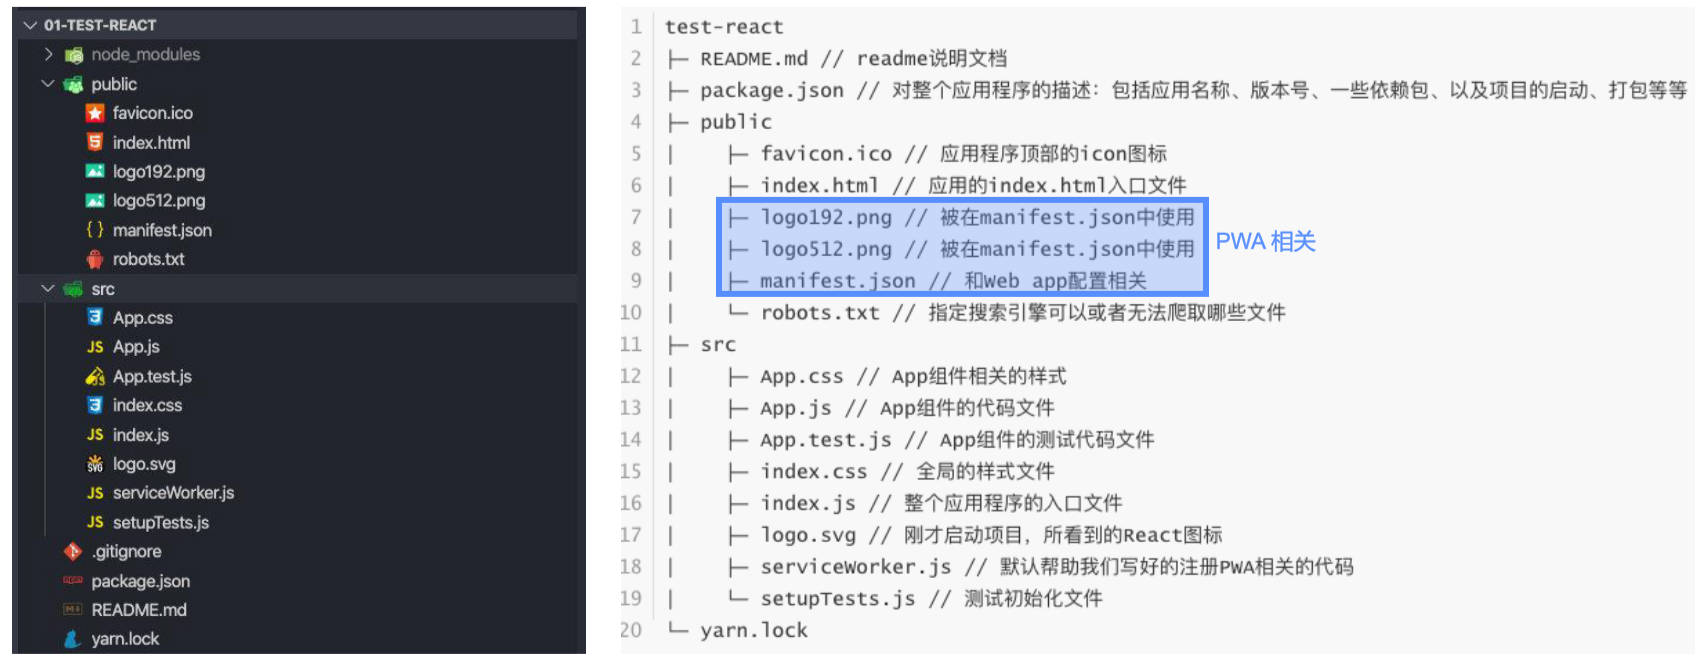 01-TEST-REACT
node_modules
public
favicon.ico
index.html
logo192.png
logo512.png
manifest.json
robots.txt
src
App.css
App.js
App.test.js
index.css
index.js
logo.svg
serviceWorker.js
setupTests.js
.gitignore
package.json
README.md
yarn.lock
1 test-react
2 ├─ README.md // readme说明文档
3 ├─ package.json // 对整个应用程序的描述：包括应用名称、版本号、一些依赖包、以及项目的启动、打包等等
4 ├─ public
5 |    ├─ favicon.ico // 应用程序顶部的icon图标
6 |    ├─ index.html // 应用的index.html入口文件
7 |    ├─ logo192.png // 被在manifest.json中使用
8 |    ├─ logo512.png // 被在manifest.json中使用
9 |    ├─ manifest.json // 和Web app配置相关
PWA 相关
10 |    └─ robots.txt // 指定搜索引擎可以或者无法爬取哪些文件
11 ├─ src
12 |    ├─ App.css // App组件相关的样式
13 |    ├─ App.js // App组件的代码文件
14 |    ├─ App.test.js // App组件的测试代码文件
15 |    ├─ index.css // 全局的样式文件
16 |    ├─ index.js // 整个应用程序的入口文件
17 |    ├─ logo.svg // 刚才启动项目，所看到的React图标
18 |    ├─ serviceWorker.js // 默认帮助我们写好的注册PWA相关的代码
19 |    └─ setupTests.js // 测试初始化文件
20 └─ yarn.lock